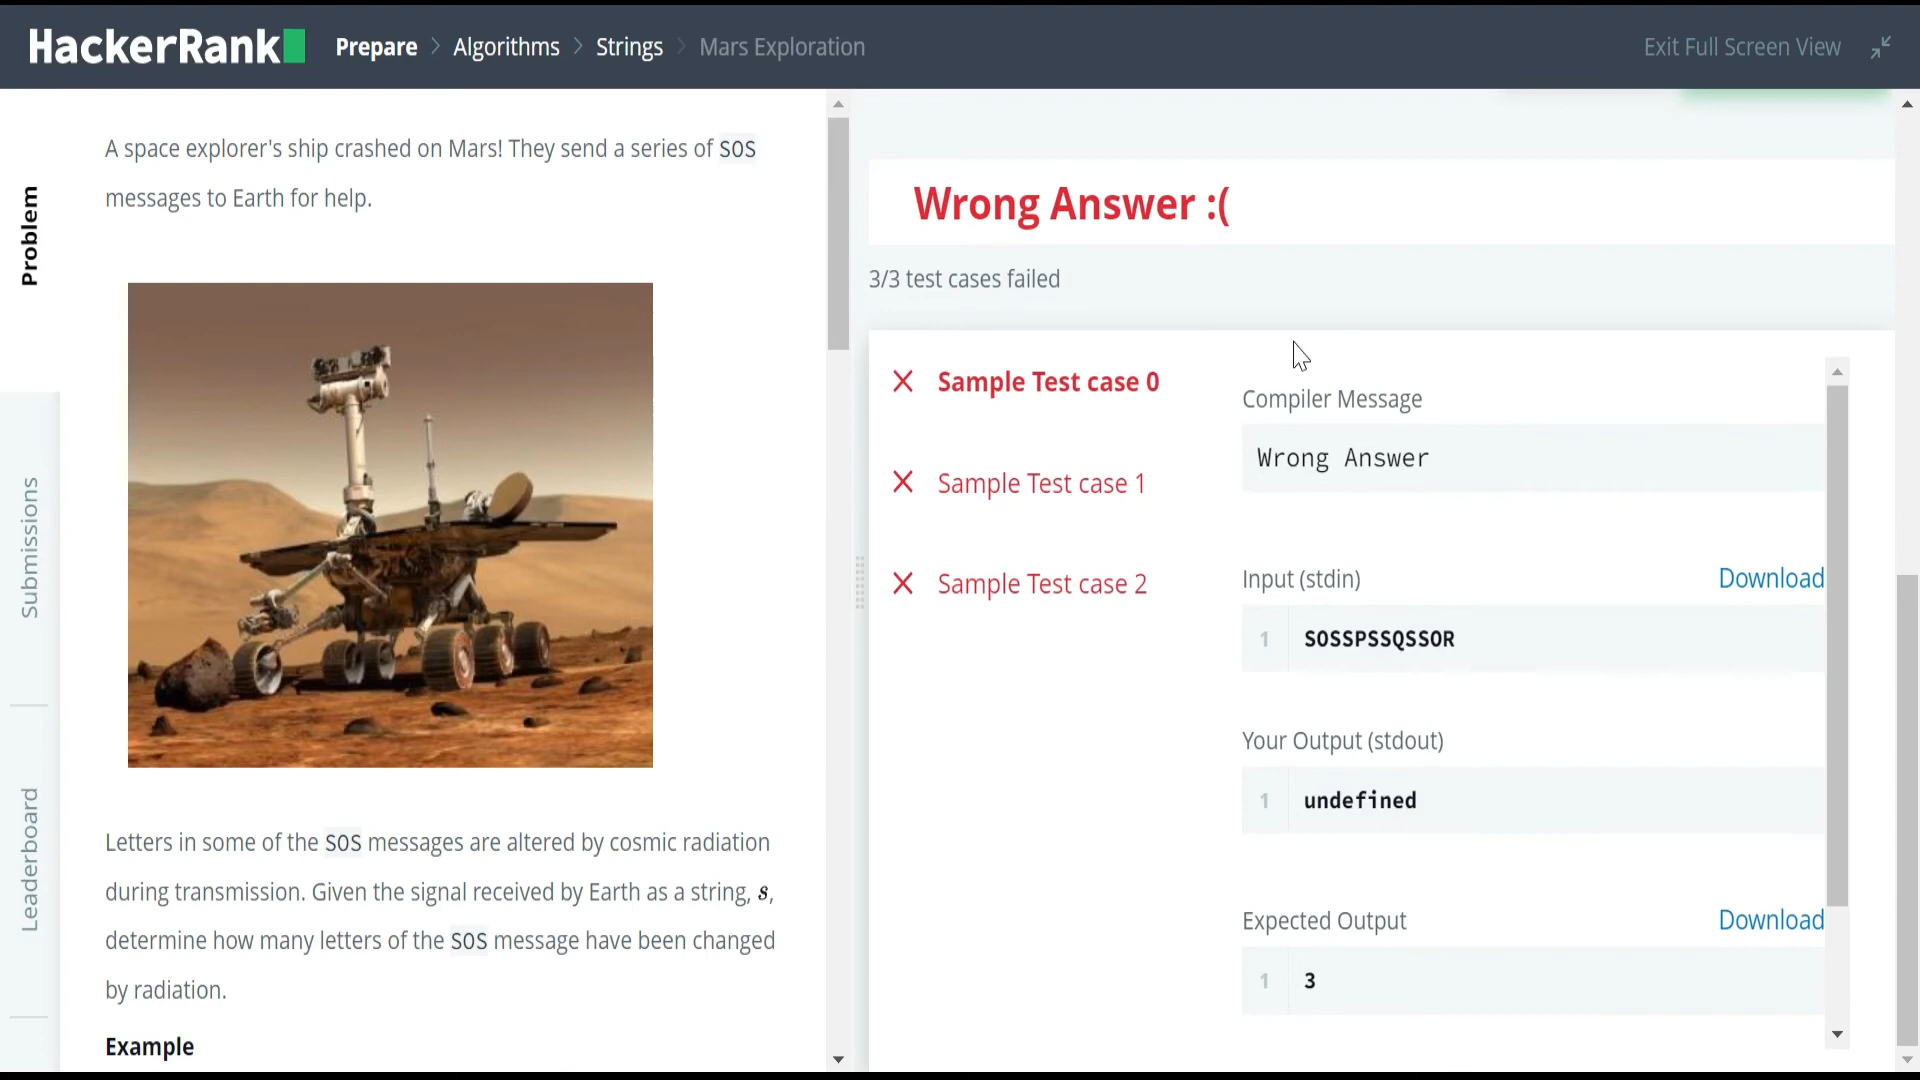 HackerRank
Prepare > Algorithms > Strings > Mars Exploration
Exit Full Screen View
Problem
Submissions
Leaderboard
A space explorer's ship crashed on Mars! They send a series of SOS
messages to Earth for help.
Letters in some of the SOS messages are altered by cosmic radiation
during transmission. Given the signal received by Earth as a string, s,
determine how many letters of the SOS message have been changed
by radiation.
Example
Wrong Answer :(
3/3 test cases failed
Sample Test case 0
Sample Test case 1
Sample Test case 2
Compiler Message
Wrong Answer
Input (stdin)
Download
1 SOSSPSSQSSOR
Your Output (stdout)
1 undefined
Expected Output
Download
1 3